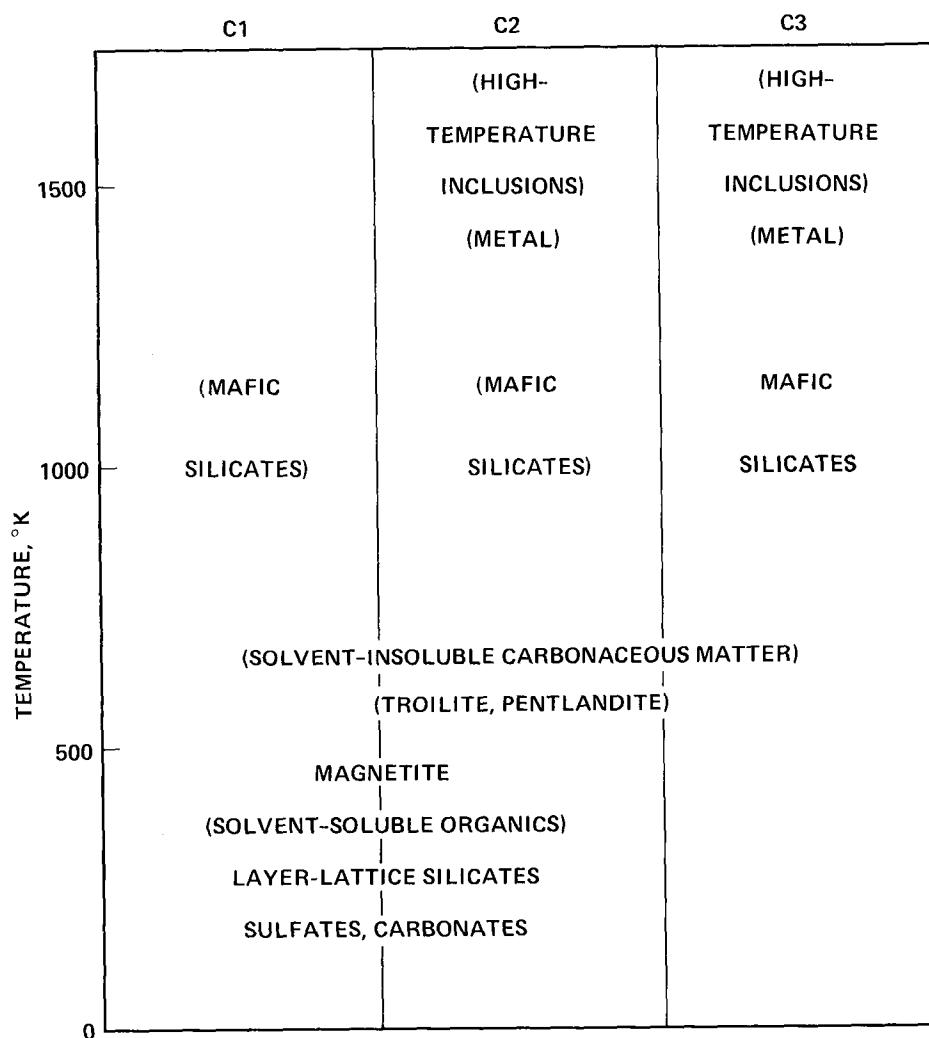 C1 C2 C3
(HIGH- (HIGH-
TEMPERATURE TEMPERATURE
1500 INCLUSIONS) INCLUSIONS)
(METAL) (METAL)
(MAFIC (MAFIC MAFIC
1000 SILICATES) SILICATES) SILICATES
TEMPERATURE, °K
(SOLVENT-INSOLUBLE CARBONACEOUS MATTER)
(TROILITE, PENTLANDITE)
500
MAGNETITE
(SOLVENT-SOLUBLE ORGANICS)
LAYER-LATTICE SILICATES
SULFATES, CARBONATES
0